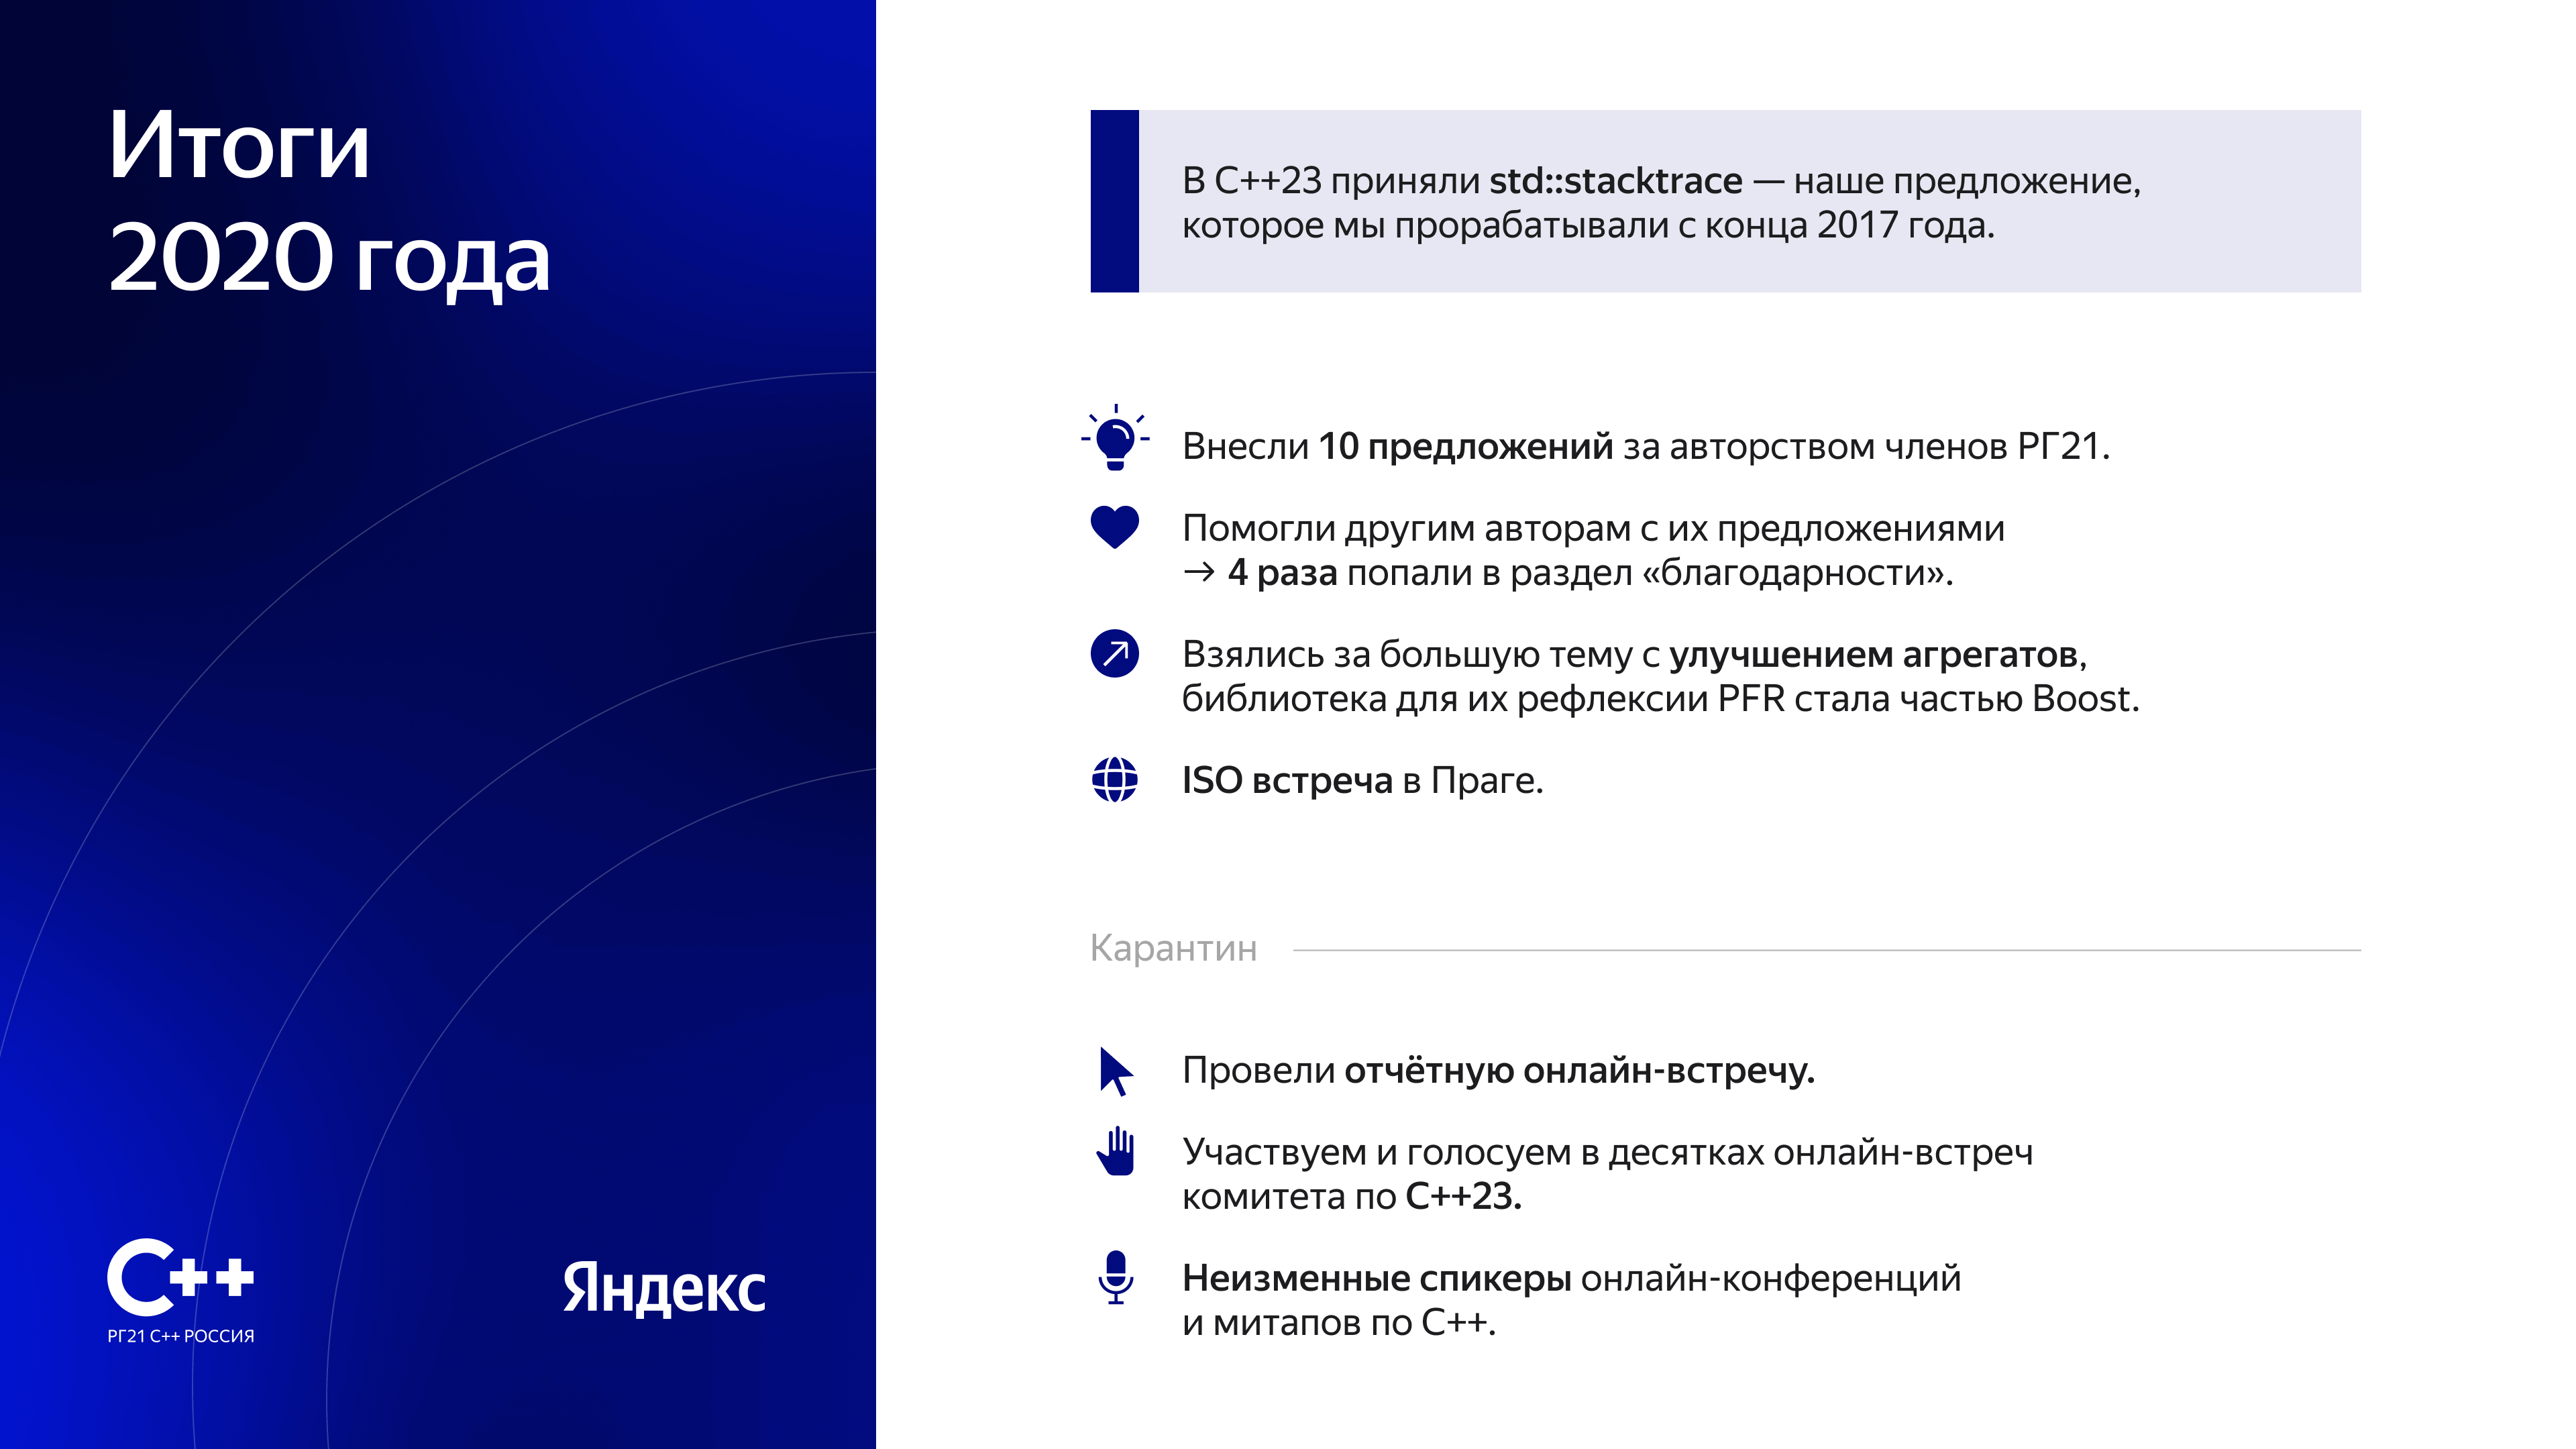 Итоги
2020 года
В C++23 приняли std::stacktrace — наше предложение,
которое мы прорабатывали с конца 2017 года.
Внесли 10 предложений за авторством членов РГ21.
Помогли другим авторам с их предложениями
→ 4 раза попали в раздел «благодарности».
Взялись за большую тему с улучшением агрегатов,
библиотека для их рефлексии PFR стала частью Boost.
ISO встреча в Праге.
Карантин
Провели отчётную онлайн-встречу.
Участвуем и голосуем в десятках онлайн-встреч
комитета по C++23.
Неизменные спикеры онлайн-конференций
и митапов по C++.
C++
РГ21 C++ РОССИЯ
Яндекс